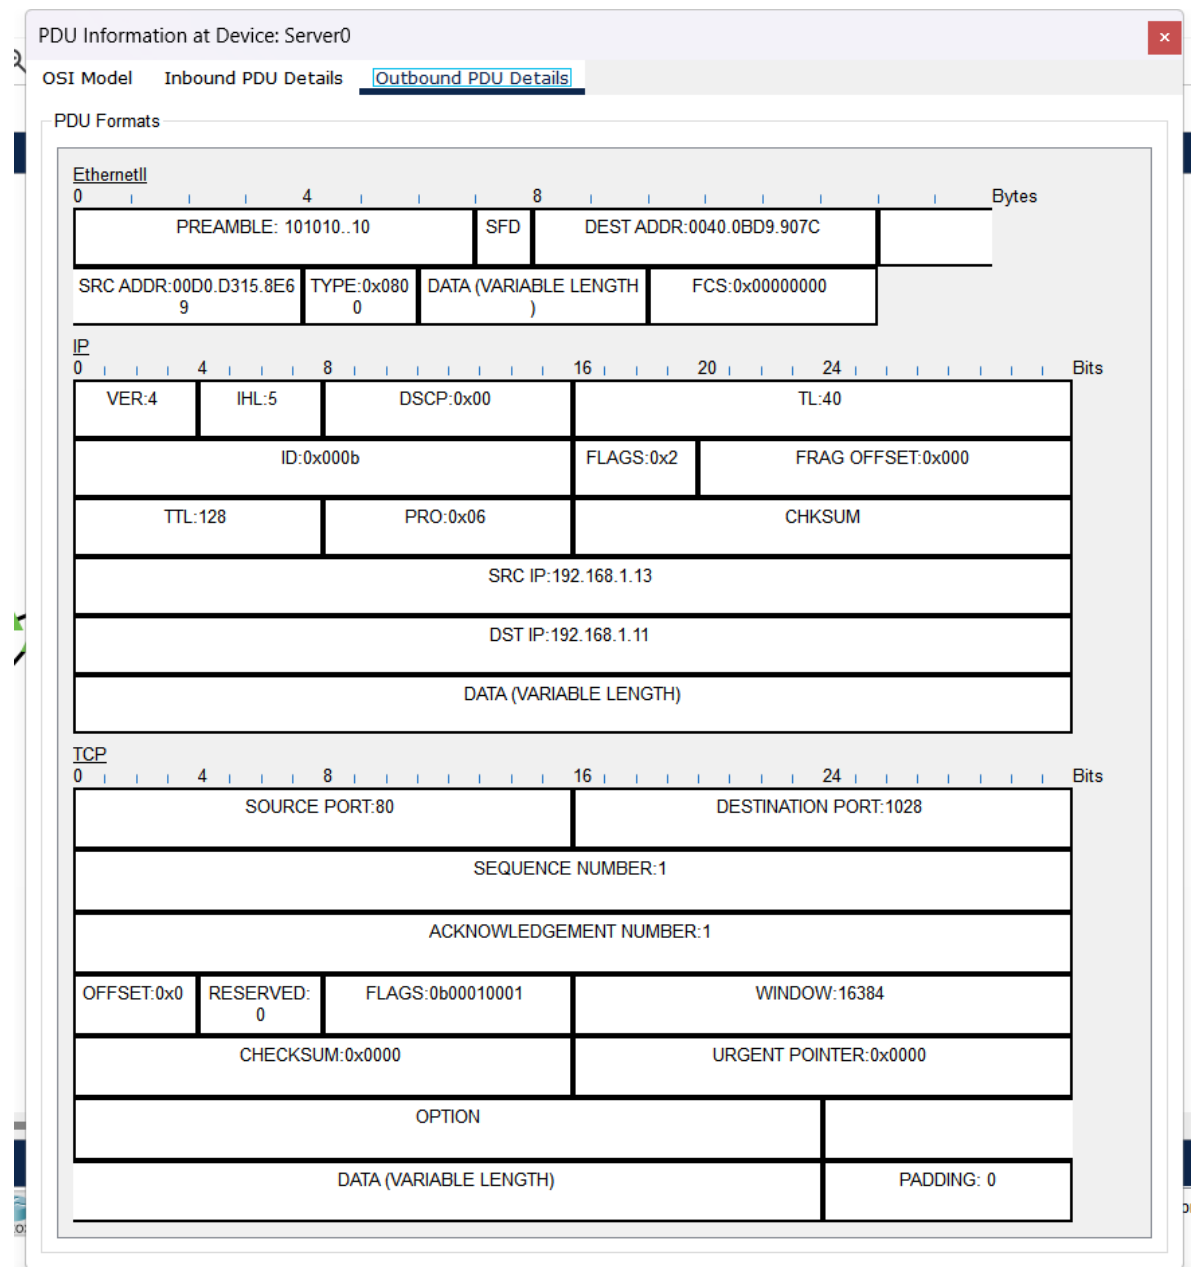 PDU Information at Device: Server0
OSI Model Inbound PDU Details Outbound PDU Details
PDU Formats
EthernetII
0 4 8 Bytes
PREAMBLE: 101010..10 SFD DEST ADDR:0040.0BD9.907C
SRC ADDR:00D0.D315.8E6 TYPE:0x080 DATA (VARIABLE LENGTH FCS:0x00000000
9 0 )
IP
0 4 8 16 20 24 Bits
VER:4 IHL:5 DSCP:0x00 TL:40
ID:0x000b FLAGS:0x2 FRAG OFFSET:0x000
TTL:128 PRO:0x06 CHKSUM
SRC IP:192.168.1.13
DST IP:192.168.1.11
DATA (VARIABLE LENGTH)
TCP
0 4 8 16 24 Bits
SOURCE PORT:80 DESTINATION PORT:1028
SEQUENCE NUMBER:1
ACKNOWLEDGEMENT NUMBER:1
OFFSET:0x0 RESERVED: FLAGS:0b00010001 WINDOW:16384
0
CHECKSUM:0x0000 URGENT POINTER:0x0000
OPTION
DATA (VARIABLE LENGTH) PADDING: 0